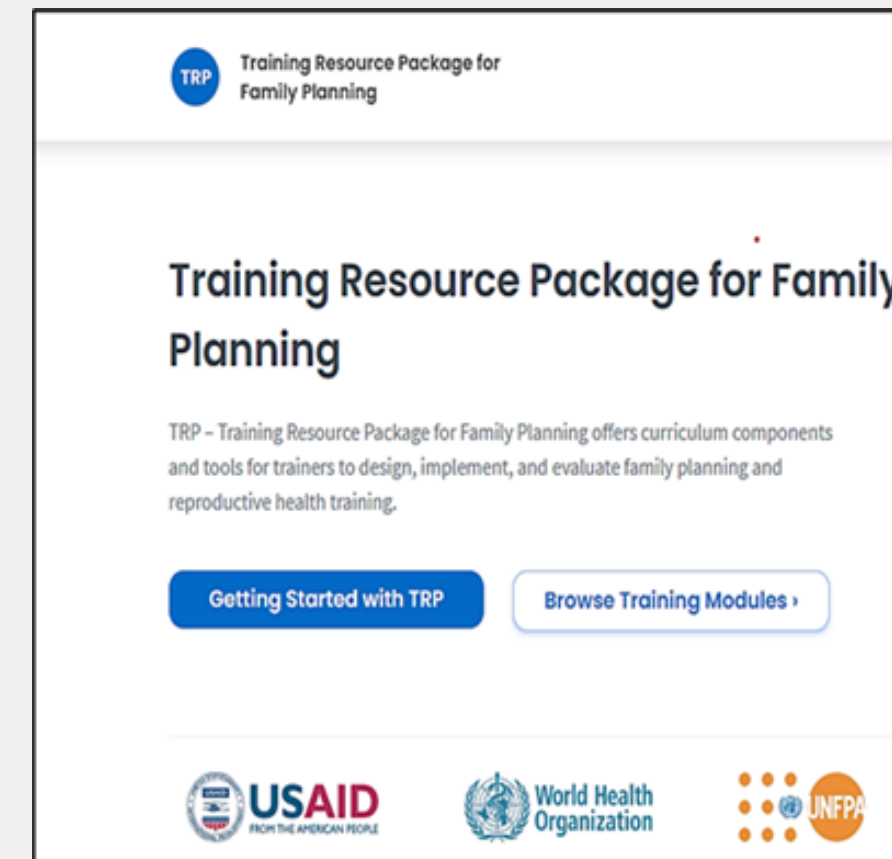 TRP
Training Resource Package for
Family Planning
Training Resource Package for Family
Planning
TRP – Training Resource Package for Family Planning offers curriculum components
and tools for trainers to design, implement, and evaluate family planning and
reproductive health training.
Getting Started with TRP
Browse Training Modules ›
USAID
FROM THE AMERICAN PEOPLE
World Health
Organization
UNFPA